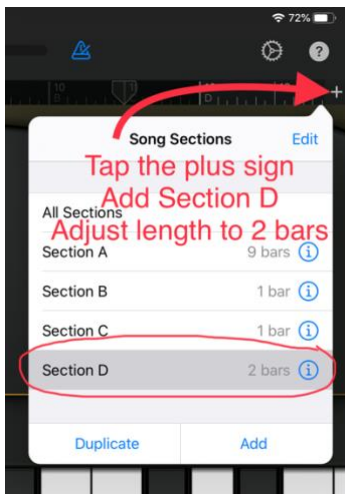 72%
?
10
B
D
+
Song Sections Edit
Tap the plus sign
Add Section D
All Sections
Adjust length to 2 bars
Section A 9 bars i
Section B 1 bar i
Section C 1 bar i
Section D 2 bars i
Duplicate Add